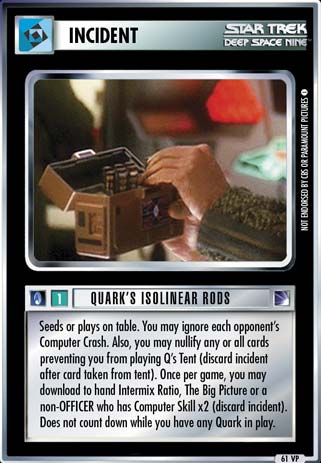 INCIDENT
STAR TREK
DEEP SPACE NINE
NOT ENDORSED BY CBS OR PARAMOUNT PICTURES
1
QUARK'S ISOLINEAR RODS
Seeds or plays on table. You may ignore each opponent's
Computer Crash. Also, you may nullify any or all cards
preventing you from playing Q's Tent (discard incident
after card taken from tent). Once per game, you may
download to hand Intermix Ratio, The Big Picture or a
non-OFFICER who has Computer Skill x2 (discard incident).
Does not count down while you have any Quark in play.
61 VP